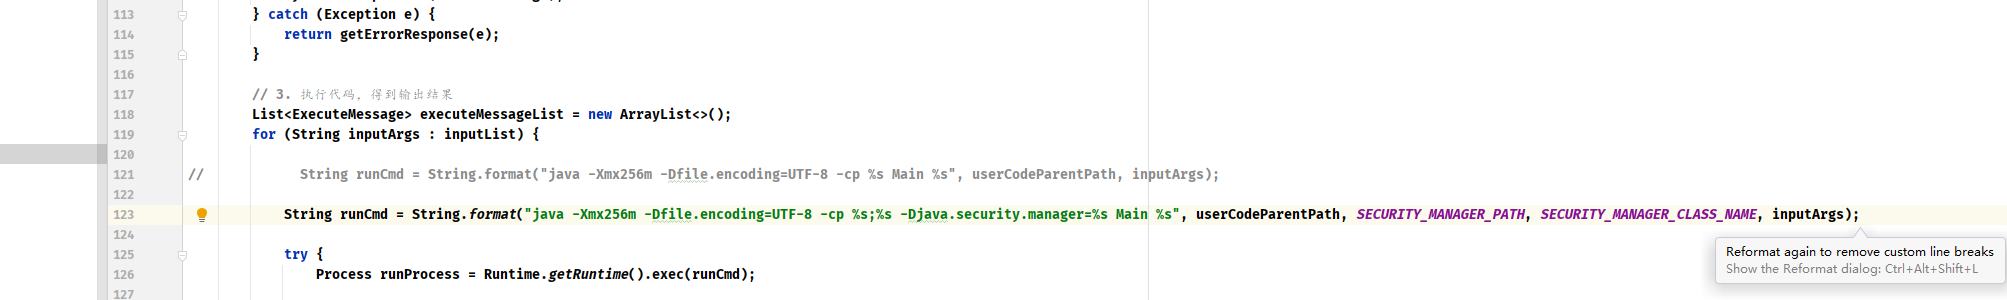 113 } catch (Exception e) {
114 return getErrorResponse(e);
115 }
116
117 // 3. 执行代码，得到输出结果
118 List<ExecuteMessage> executeMessageList = new ArrayList<>();
119 for (String inputArgs : inputList) {
120
121 // String runCmd = String.format("java -Xmx256m -Dfile.encoding=UTF-8 -cp %s Main %s", userCodeParentPath, inputArgs);
122
123 String runCmd = String.format("java -Xmx256m -Dfile.encoding=UTF-8 -cp %s;%s -Djava.security.manager=%s Main %s", userCodeParentPath, SECURITY_MANAGER_PATH, SECURITY_MANAGER_CLASS_NAME, inputArgs);
124
125 try {
126 Process runProcess = Runtime.getRuntime().exec(runCmd);
127
Reformat again to remove custom line breaks
Show the Reformat dialog: Ctrl+Alt+Shift+L